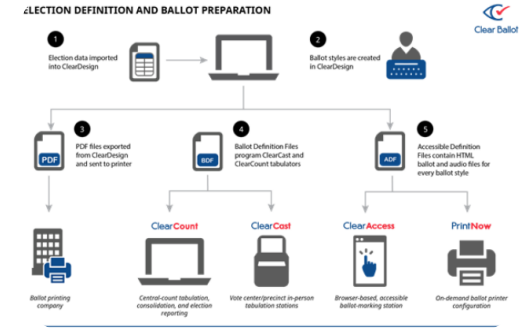 ELECTION DEFINITION AND BALLOT PREPARATION
Clear Ballot
1
Election data imported
into ClearDesign
2
Ballot styles are created
in ClearDesign
3
PDF files exported
from ClearDesign
and sent to printer
PDF
4
Ballot Definition Files
program ClearCast and
ClearCount tabulators
BDF
5
Accessible Definition
Files contain HTML
ballot and audio files for
every ballot style
ADF
ClearCount
ClearCast
ClearAccess
PrintNow
Ballot printing
company
Central-count tabulation,
consolidation, and election
reporting
Vote center/precinct in-person
tabulation stations
Browser-based, accessible
ballot-marking station
On-demand ballot printer
configuration